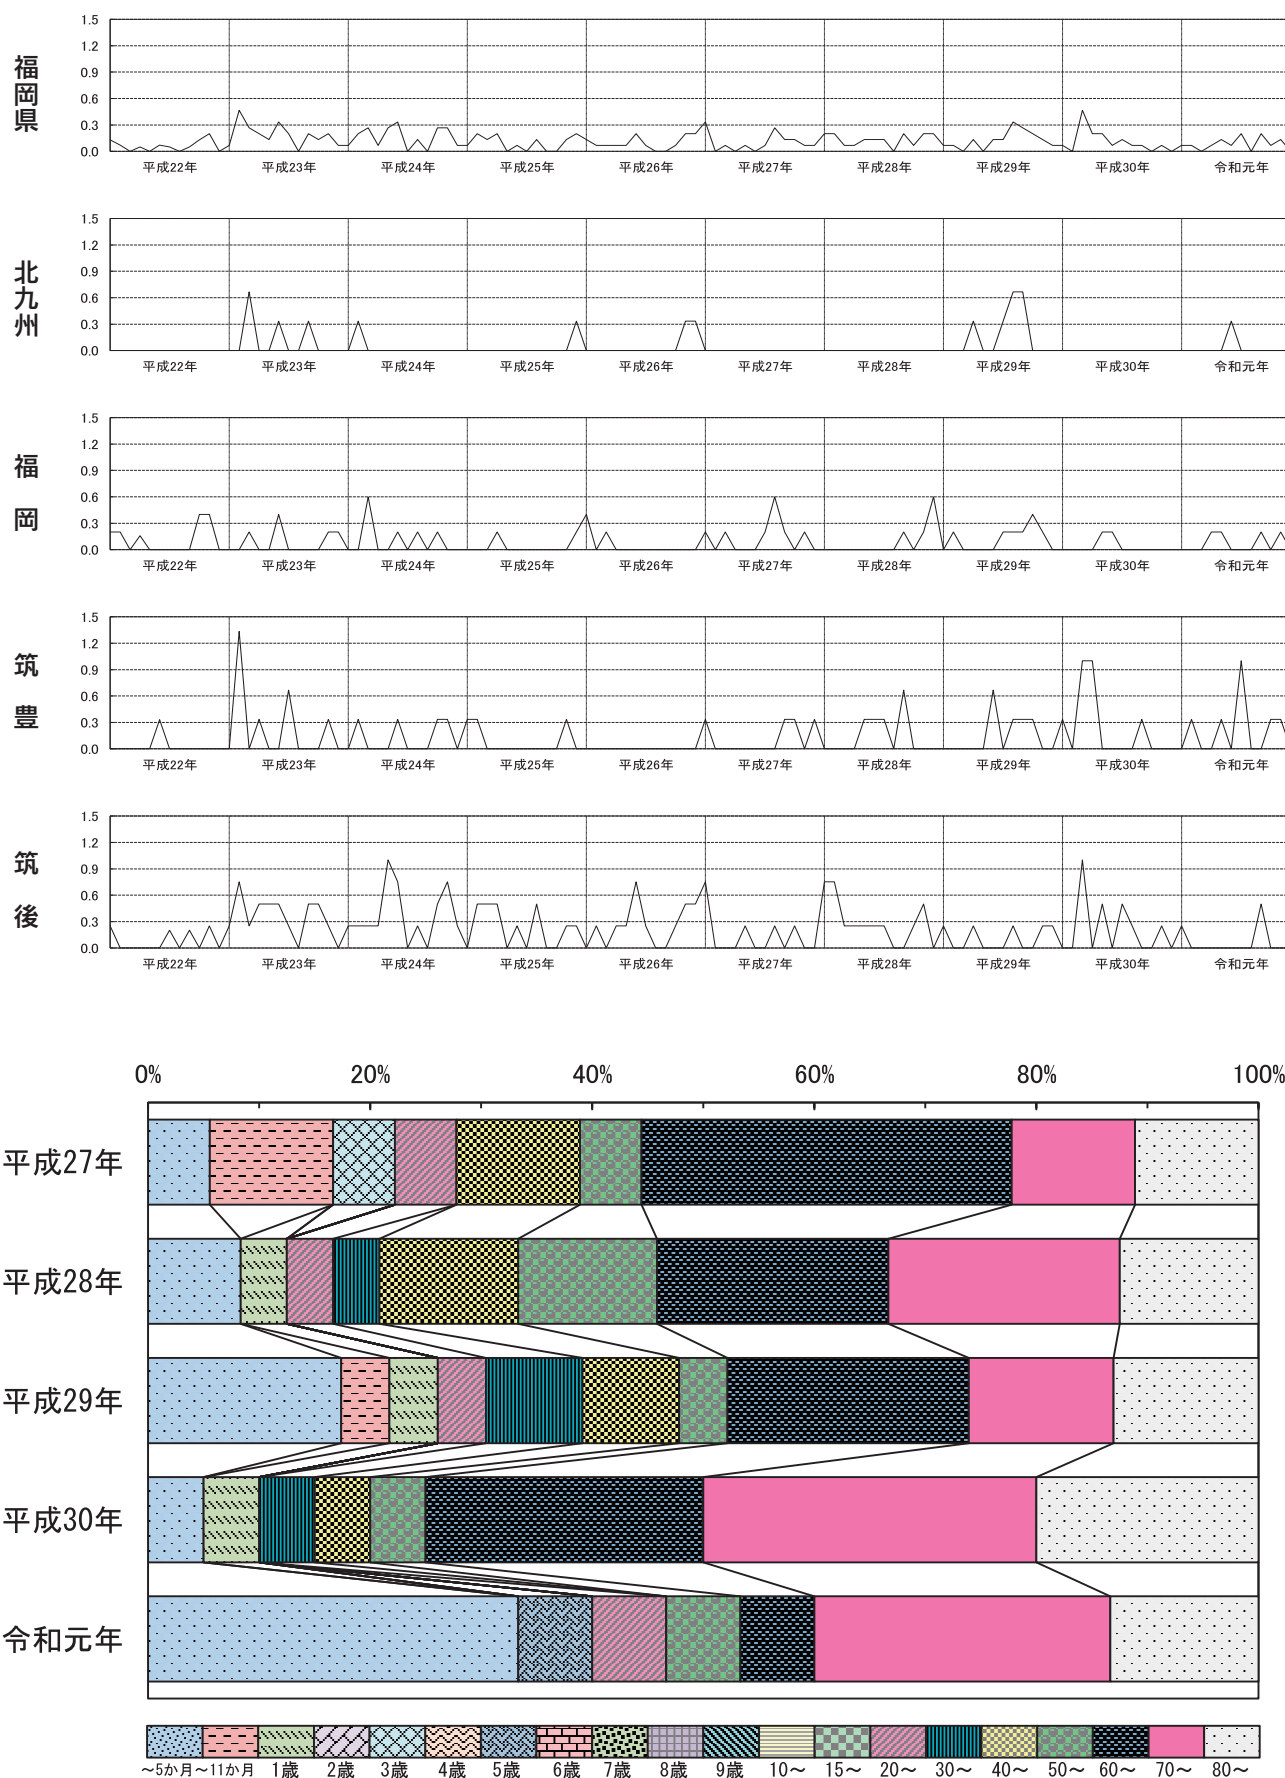 福岡県
1.5
1.2
0.9
0.6
0.3
0.0
平成22年 平成23年 平成24年 平成25年 平成26年 平成27年 平成28年 平成29年 平成30年 令和元年
北九州
1.5
1.2
0.9
0.6
0.3
0.0
平成22年 平成23年 平成24年 平成25年 平成26年 平成27年 平成28年 平成29年 平成30年 令和元年
福岡
1.5
1.2
0.9
0.6
0.3
0.0
平成22年 平成23年 平成24年 平成25年 平成26年 平成27年 平成28年 平成29年 平成30年 令和元年
筑豊
1.5
1.2
0.9
0.6
0.3
0.0
平成22年 平成23年 平成24年 平成25年 平成26年 平成27年 平成28年 平成29年 平成30年 令和元年
筑後
1.5
1.2
0.9
0.6
0.3
0.0
平成22年 平成23年 平成24年 平成25年 平成26年 平成27年 平成28年 平成29年 平成30年 令和元年
0% 20% 40% 60% 80% 100%
平成27年
平成28年
平成29年
平成30年
令和元年
～5か月 ～11か月 1歳 2歳 3歳 4歳 5歳 6歳 7歳 8歳 9歳 10～ 15～ 20～ 30～ 40～ 50～ 60～ 70～ 80～